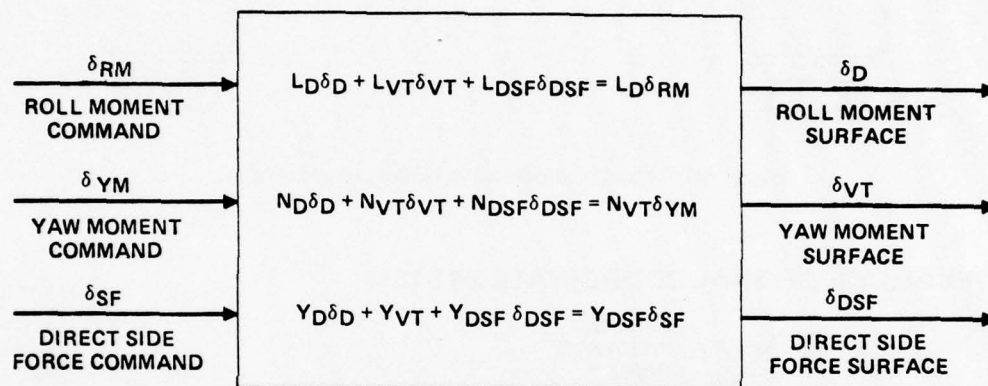 δRM
ROLL MOMENT
COMMAND
LDδD + LVTδVT + LDSFδDSF = LDδRM
δD
ROLL MOMENT
SURFACE
δYM
YAW MOMENT
COMMAND
NDδD + NVTδVT + NDSFδDSF = NVTδYM
δVT
YAW MOMENT
SURFACE
δSF
DIRECT SIDE
FORCE COMMAND
YDδD + YVT + YDSF δDSF = YDSFδSF
δDSF
DIRECT SIDE
FORCE SURFACE